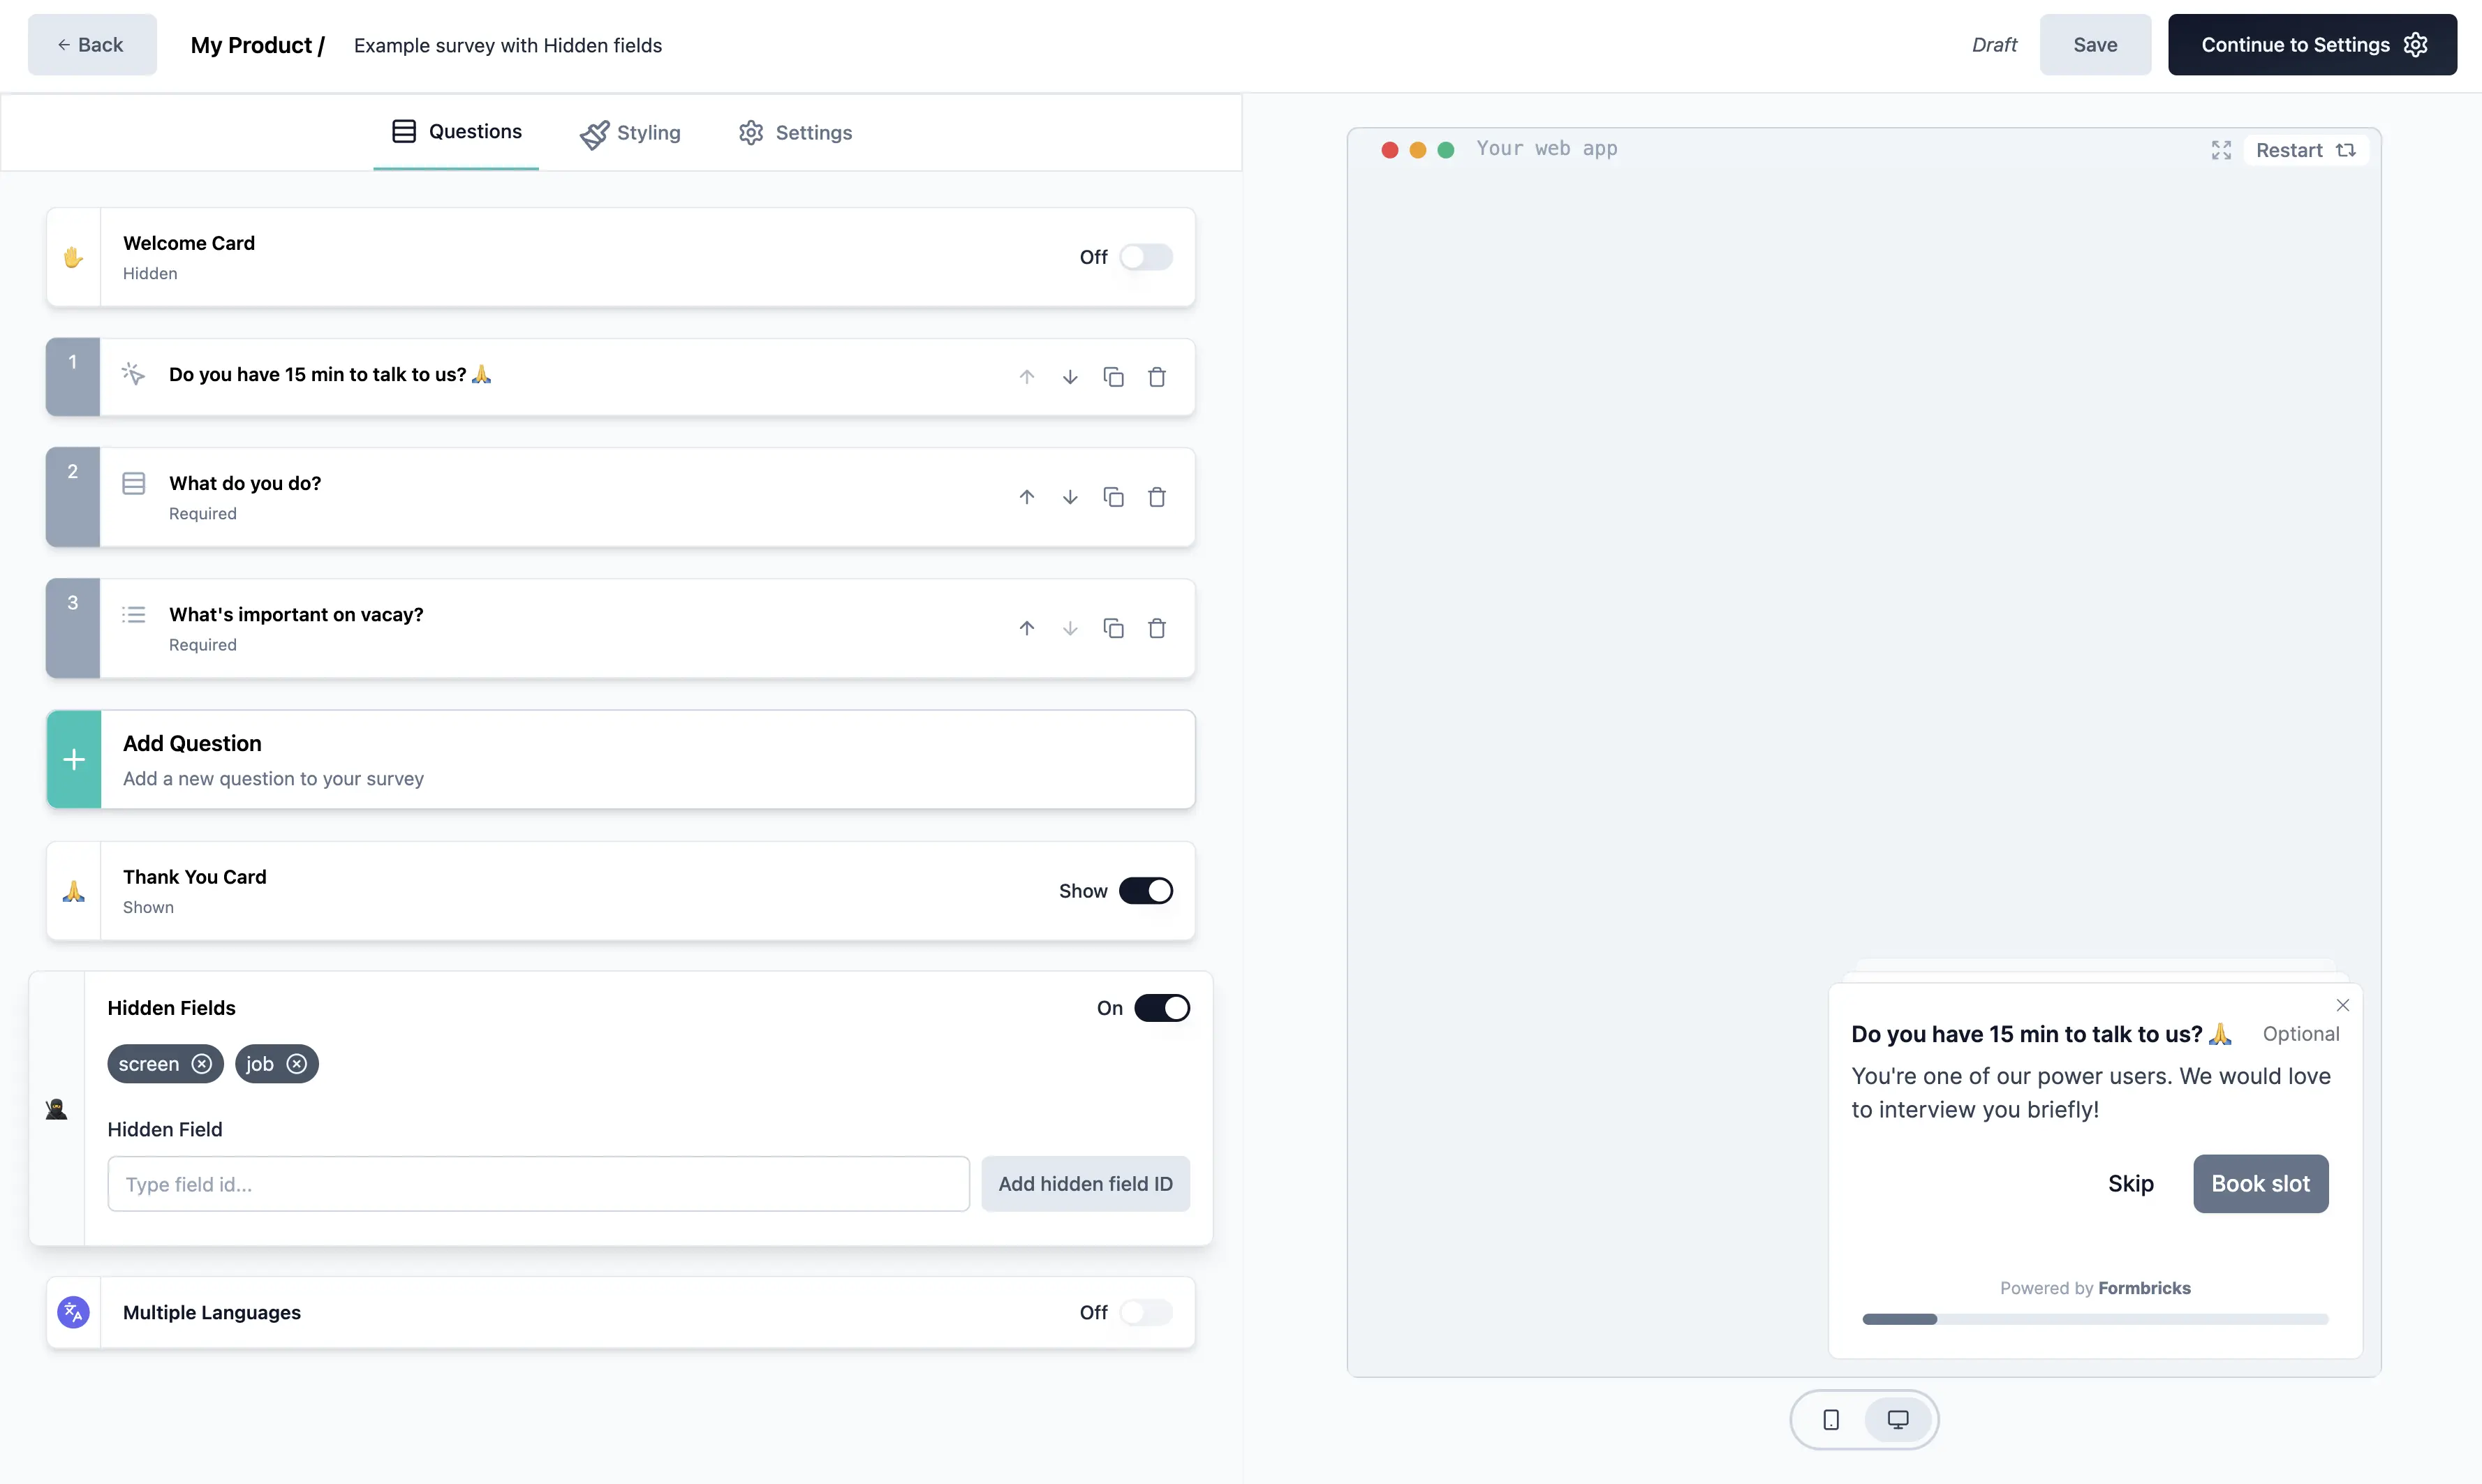 ← Back
My Product /
Example survey with Hidden fields
Draft
Save
Continue to Settings
Questions
Styling
Settings
Welcome Card
Hidden
Off
1
Do you have 15 min to talk to us? 🙏
2
What do you do?
Required
3
What's important on vacay?
Required
Add Question
Add a new question to your survey
Thank You Card
Shown
Show
Hidden Fields
On
screen
job
Hidden Field
Type field id...
Add hidden field ID
Multiple Languages
Off
Your web app
Restart
Do you have 15 min to talk to us? 🙏
Optional
You're one of our power users. We would love
to interview you briefly!
Skip
Book slot
Powered by Formbricks